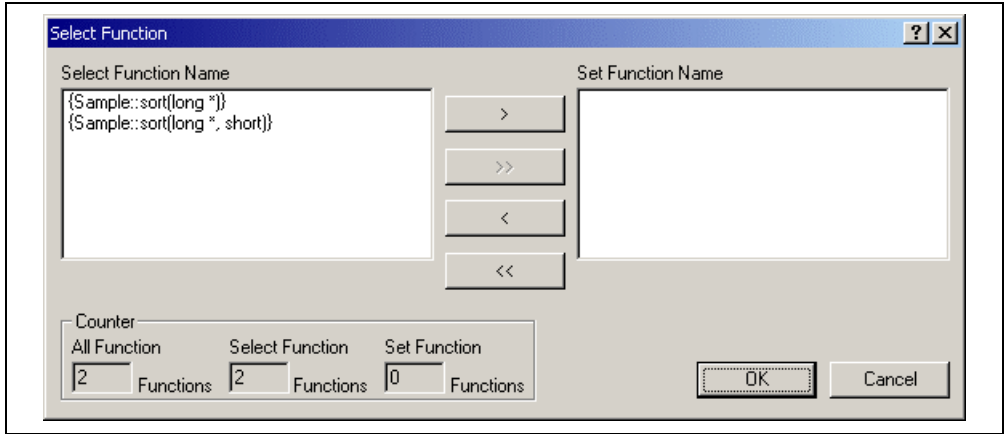 Select Function
Select Function Name
Set Function Name
{Sample::sort(long *)}
{Sample::sort(long *, short)}
>
>>
<
<<
Counter
All Function
Select Function
Set Function
2 Functions
2 Functions
0 Functions
OK
Cancel